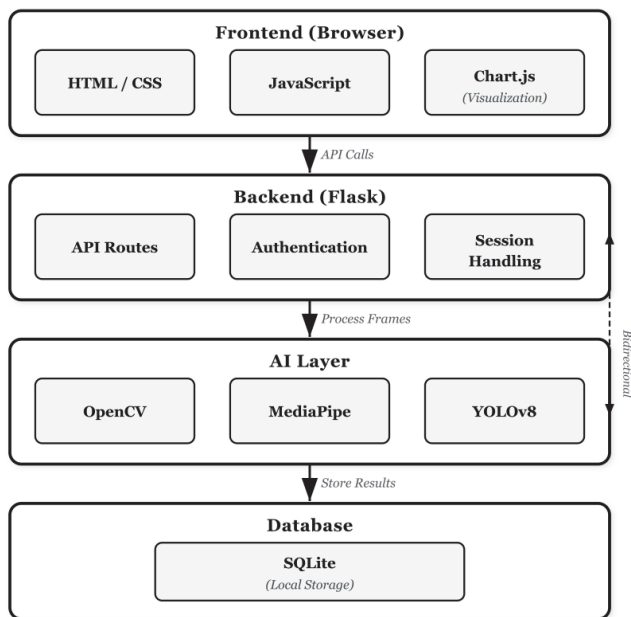 Frontend (Browser)
HTML / CSS
JavaScript
Chart.js
(Visualization)
API Calls
Backend (Flask)
API Routes
Authentication
Session
Handling
Process Frames
Bidirectional
AI Layer
OpenCV
MediaPipe
YOLOv8
Store Results
Database
SQLite
(Local Storage)